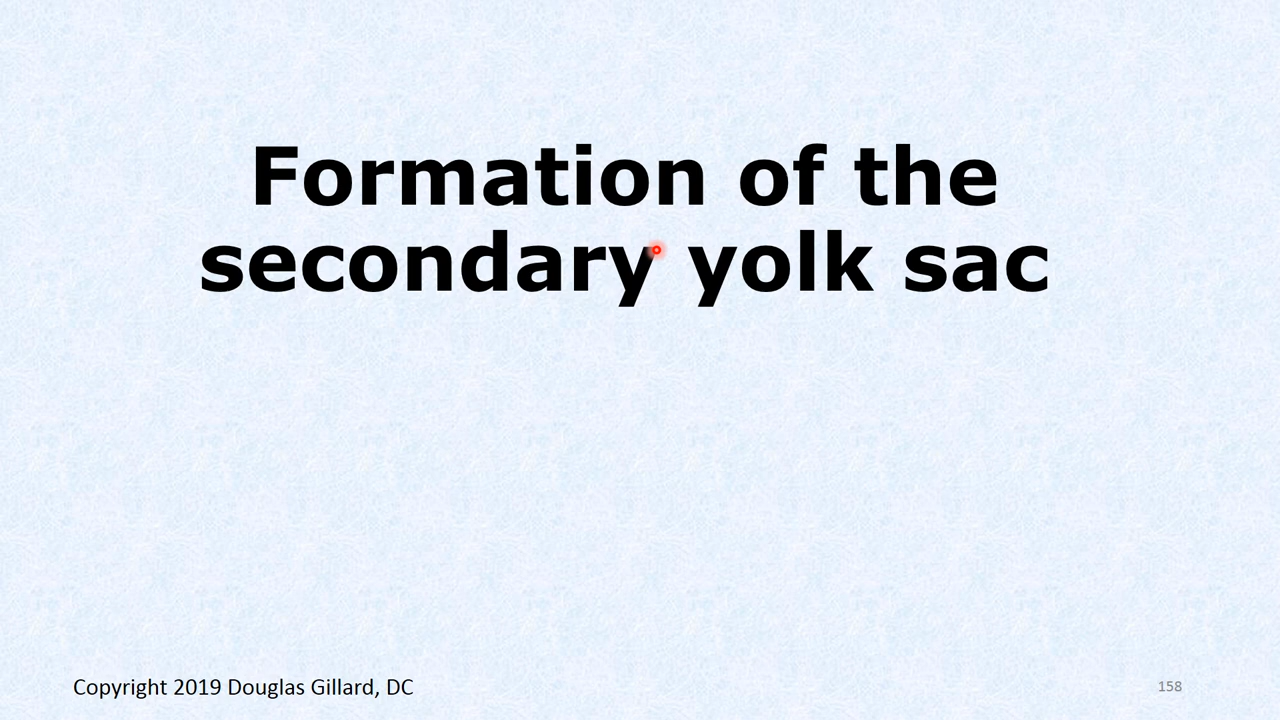 Formation of the
secondary yolk sac
Copyright 2019 Douglas Gillard, DC
158